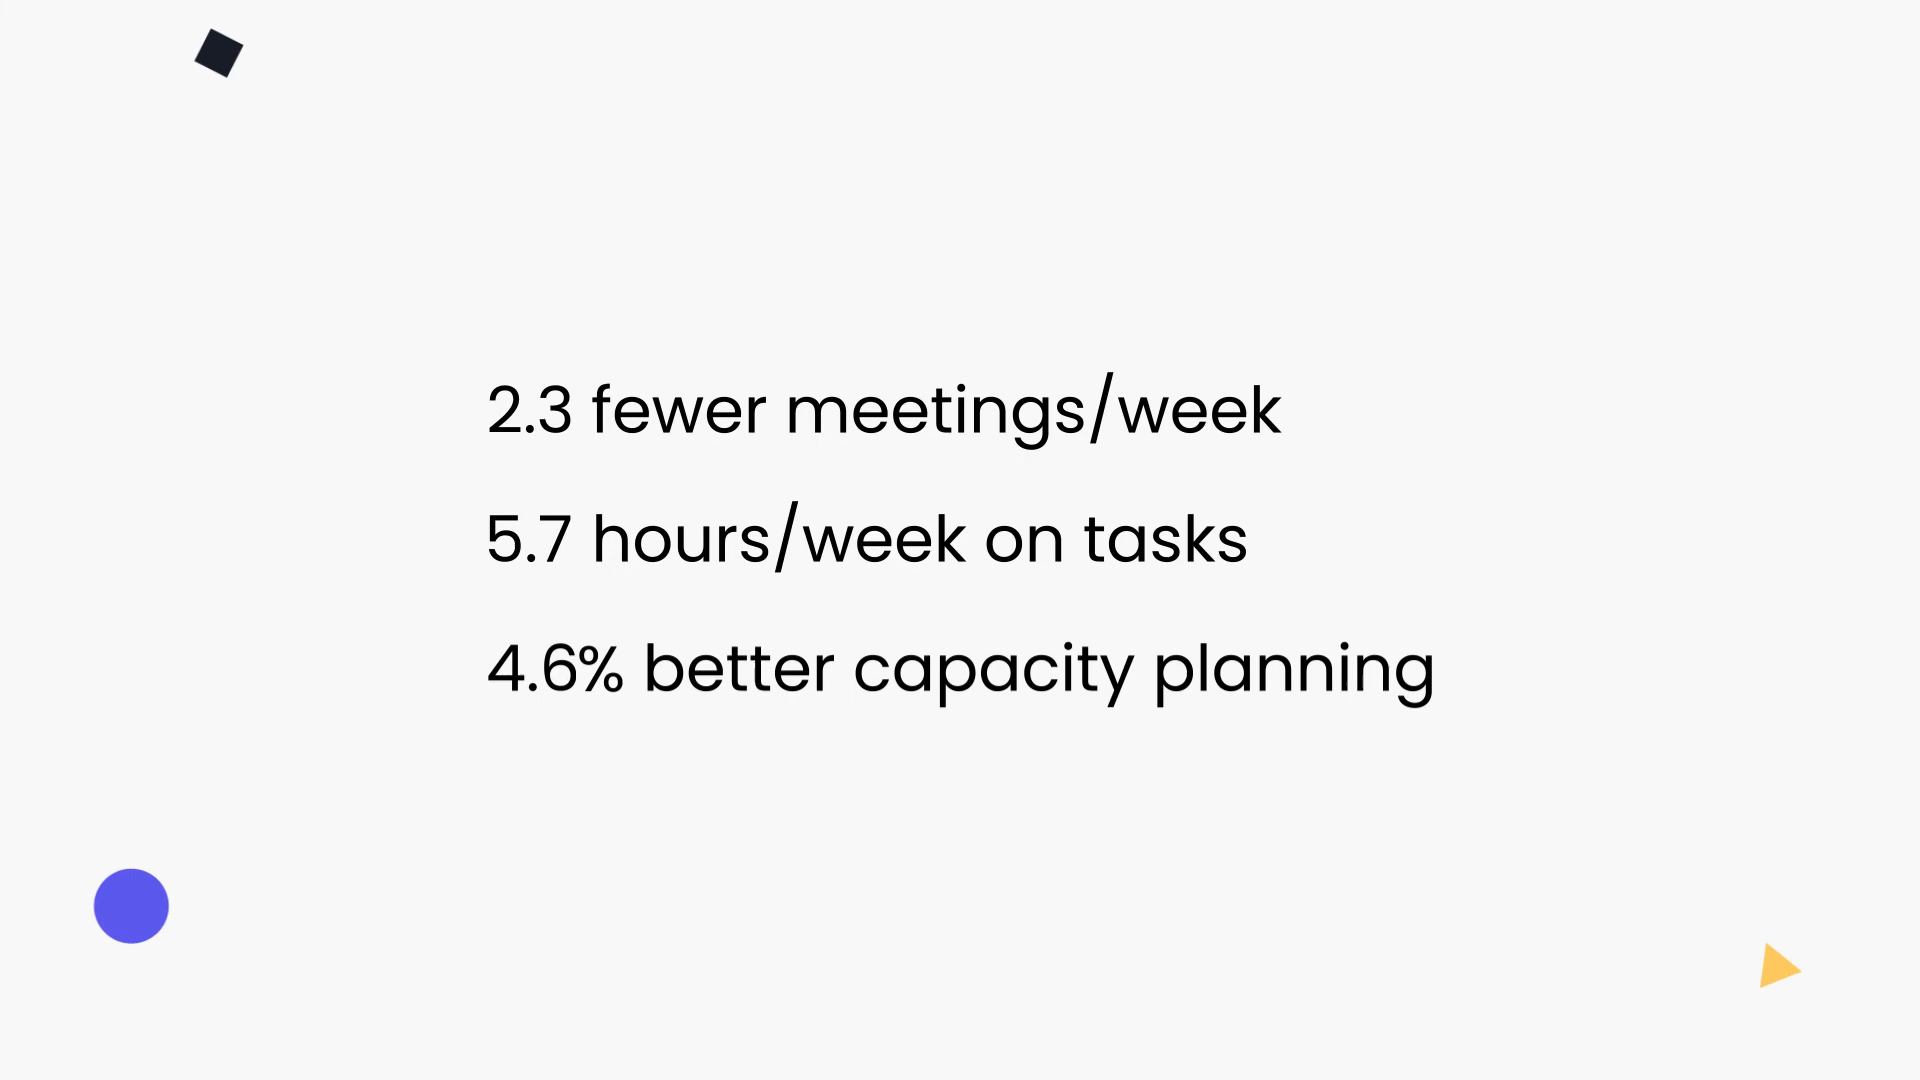 2.3 fewer meetings/week
5.7 hours/week on tasks
4.6% better capacity planning